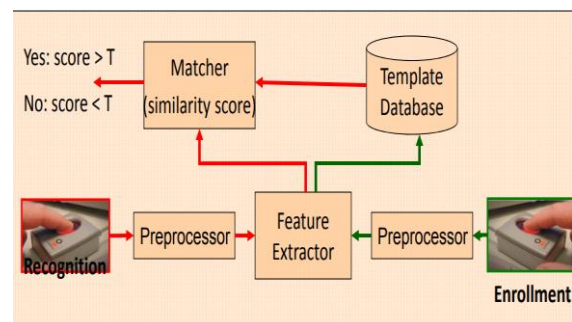 Yes: score > T
No: score < T
Matcher
(similarity score)
Template
Database
Recognition
Preprocessor
Feature
Extractor
Preprocessor
Enrollment